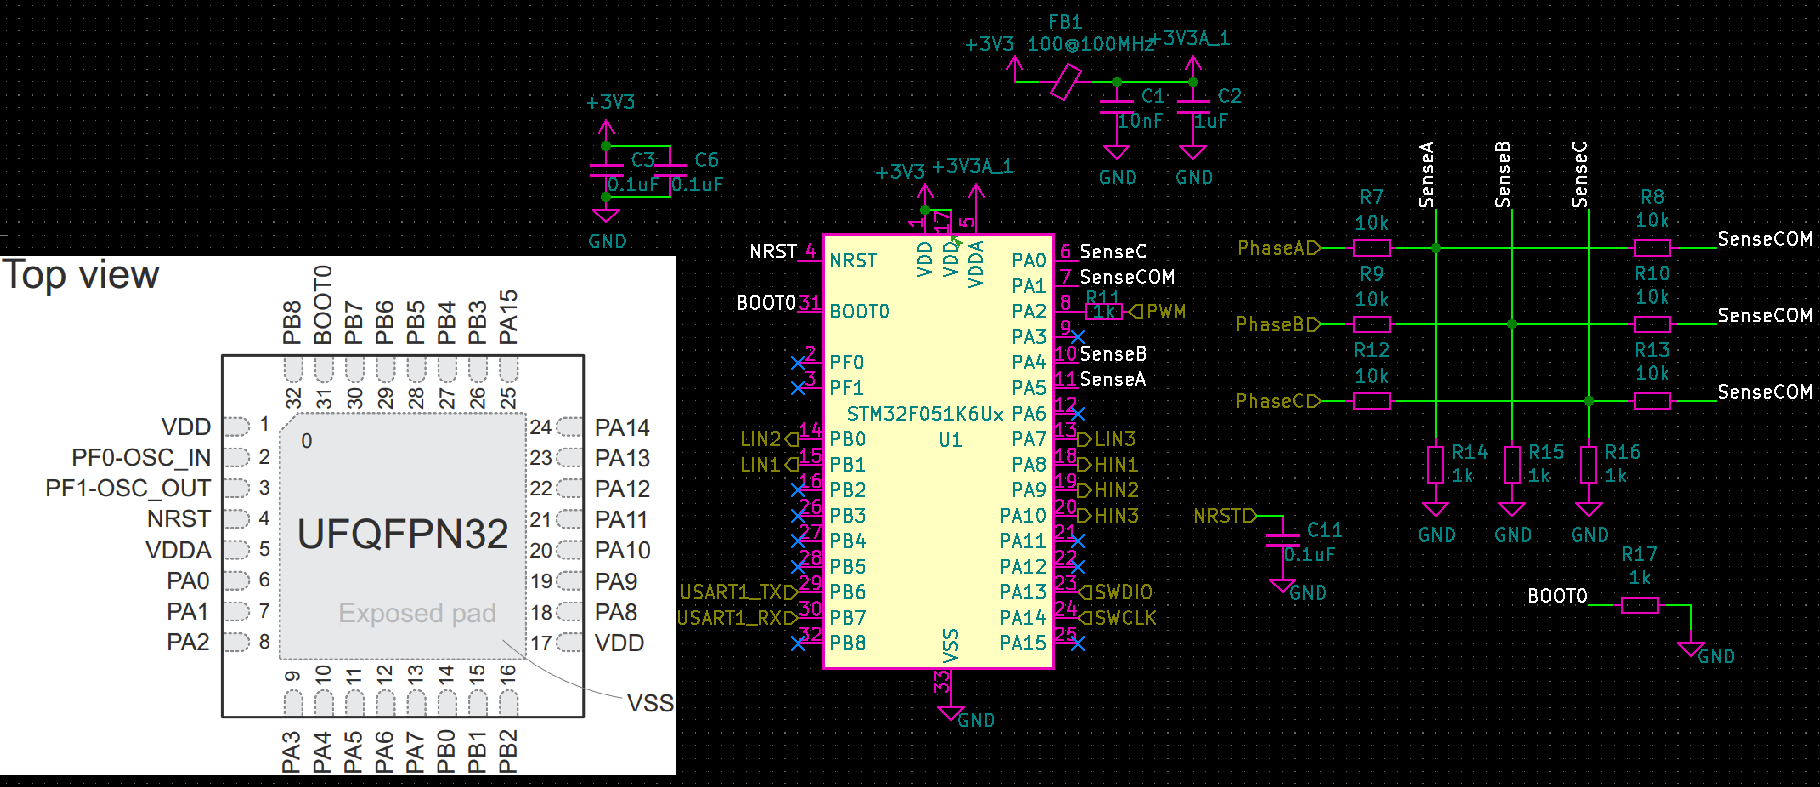 FB1
+3V3 100@100MHz +3V3A_1
C1 C2
10nF 1uF
GND GND
+3V3
C3 C6
0.1uF 0.1uF
GND
+3V3 +3V3A_1
1 17 5
VDD VDD VDDA
NRST 4 NRST
BOOT0 31 BOOT0
2 PF0
3 PF1
STM32F051K6Ux
U1
LIN2 14 PB0
LIN1 15 PB1
16 PB2
26 PB3
27 PB4
28 PB5
USART1_TX 29 PB6
USART1_RX 30 PB7
32 PB8
PA0 6 SenseC
PA1 7 SenseCOM
PA2 8 R11 1k PWM
PA3 9
PA4 10 SenseB
PA5 11 SenseA
PA6 12
PA7 13 LIN3
PA8 18 HIN1
PA9 19 HIN2
PA10 20 HIN3
PA11 21
PA12 22
PA13 23 SWDIO
PA14 24 SWCLK
PA15 25
VSS
33
GND
SenseA SenseB SenseC
R7 R8
10k 10k
PhaseA SenseCOM
R9 R10
10k 10k
PhaseB SenseCOM
R12 R13
10k 10k
PhaseC SenseCOM
R14 R15 R16
1k 1k 1k
GND GND GND
NRST
C11
0.1uF
GND
R17
1k
BOOT0
GND
Top view
PB8 BOOT0 PB7 PB6 PB5 PB4 PB3 PA15
32 31 30 29 28 27 26 25
VDD 1
PF0-OSC_IN 2
PF1-OSC_OUT 3
NRST 4
VDDA 5
PA0 6
PA1 7
PA2 8
0
UFQFPN32
Exposed pad
24 PA14
23 PA13
22 PA12
21 PA11
20 PA10
19 PA9
18 PA8
17 VDD
VSS
9 10 11 12 13 14 15 16
PA3 PA4 PA5 PA6 PA7 PB0 PB1 PB2